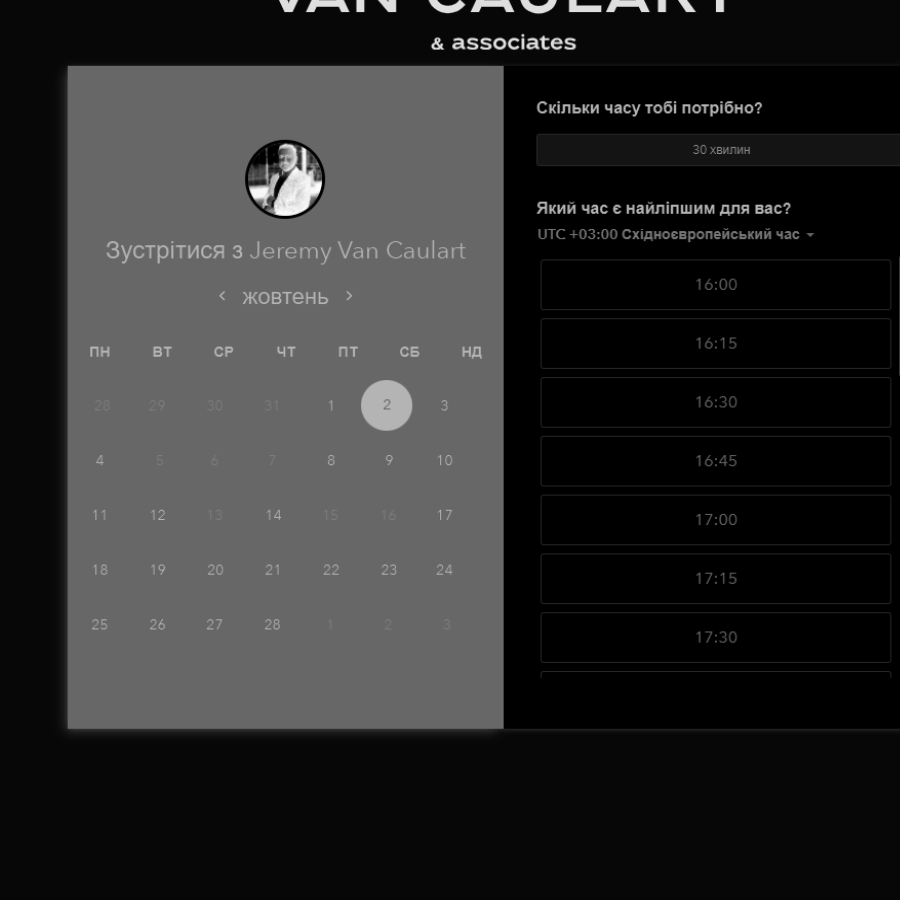 VAN CAULART
& associates
Зустрітися з Jeremy Van Caulart
жовтень
ПН ВТ СР ЧТ ПТ СБ НД
28 29 30 31 1 2 3
4 5 6 7 8 9 10
11 12 13 14 15 16 17
18 19 20 21 22 23 24
25 26 27 28 1 2 3
Скільки часу тобі потрібно?
30 хвилин
Який час є найліпшим для вас?
UTC +03:00 Східноєвропейський час
16:00
16:15
16:30
16:45
17:00
17:15
17:30